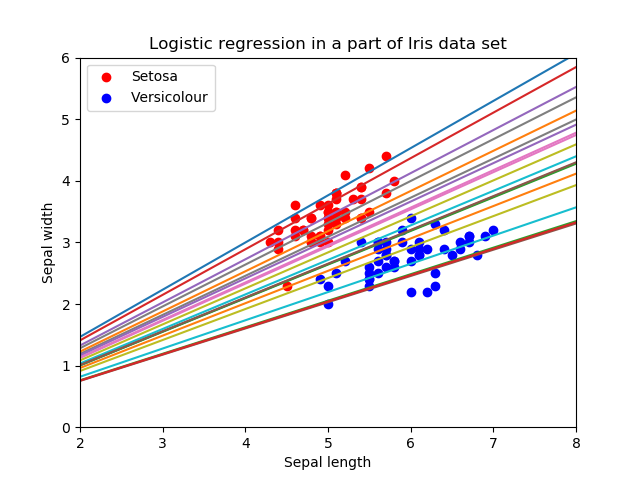 Logistic regression in a part of Iris data set
Setosa
Versicolour
6
5
4
3
2
1
0
Sepal width
2 3 4 5 6 7 8
Sepal length